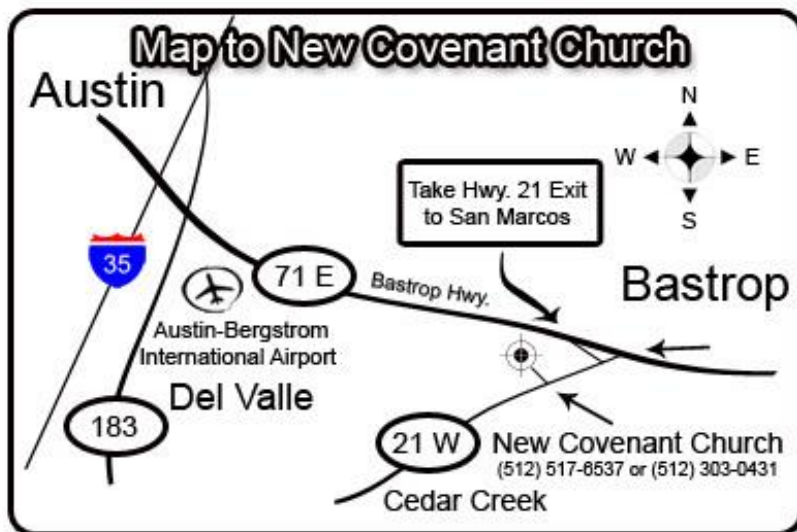 Map to New Covenant Church
Austin
N
W
E
S
Take Hwy. 21 Exit
to San Marcos
35
71 E
Bastrop Hwy.
Bastrop
Austin-Bergstrom
International Airport
Del Valle
183
21 W
New Covenant Church
(512) 517-6537 or (512) 303-0431
Cedar Creek